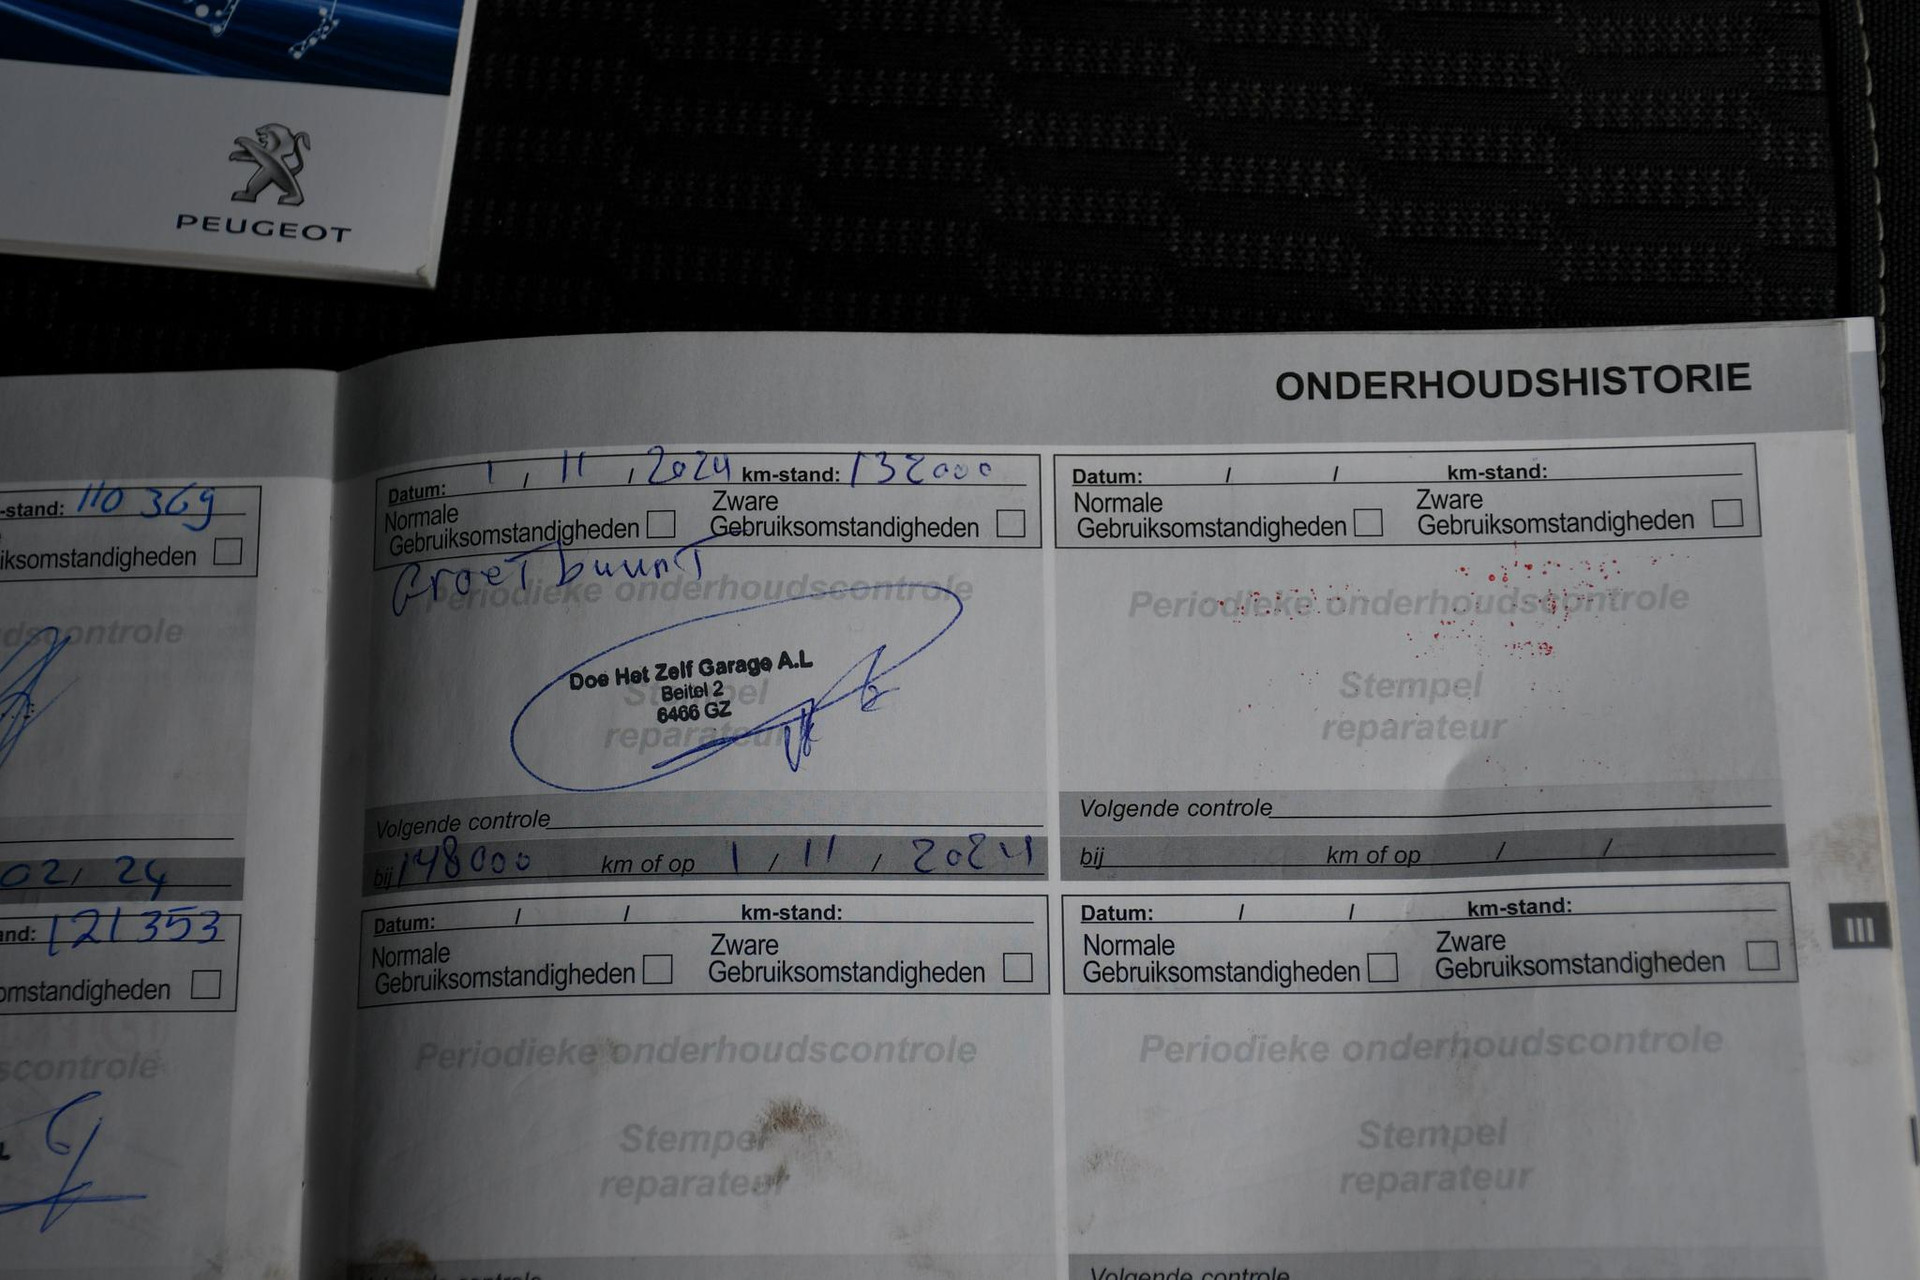 PEUGEOT
ONDERHOUDSHISTORIE
-stand: 110 369
iksomstandigheden
dscontrole
02, 24
and: 121353
omstandigheden
scontrole
Datum: 1 / 11 / 2024 km-stand: 132000
Normale Gebruiksomstandigheden
Zware Gebruiksomstandigheden
Periodieke onderhoudscontrole
Doe Het Zelf Garage A.L
Beitel 2
6466 GZ
Stempel
reparateur
Volgende controle
bij 148000 km of op 1 / 11 / 2024
Datum: / / km-stand:
Normale Gebruiksomstandigheden
Zware Gebruiksomstandigheden
Periodieke onderhoudscontrole
Stempel
reparateur
Volgende controle
bij km of op / /
Datum: / / km-stand:
Normale Gebruiksomstandigheden
Zware Gebruiksomstandigheden
Periodieke onderhoudscontrole
Stempel
reparateur
Datum: / / km-stand:
Normale Gebruiksomstandigheden
Zware Gebruiksomstandigheden
Periodieke onderhoudscontrole
Stempel
reparateur
Volgende controle
III